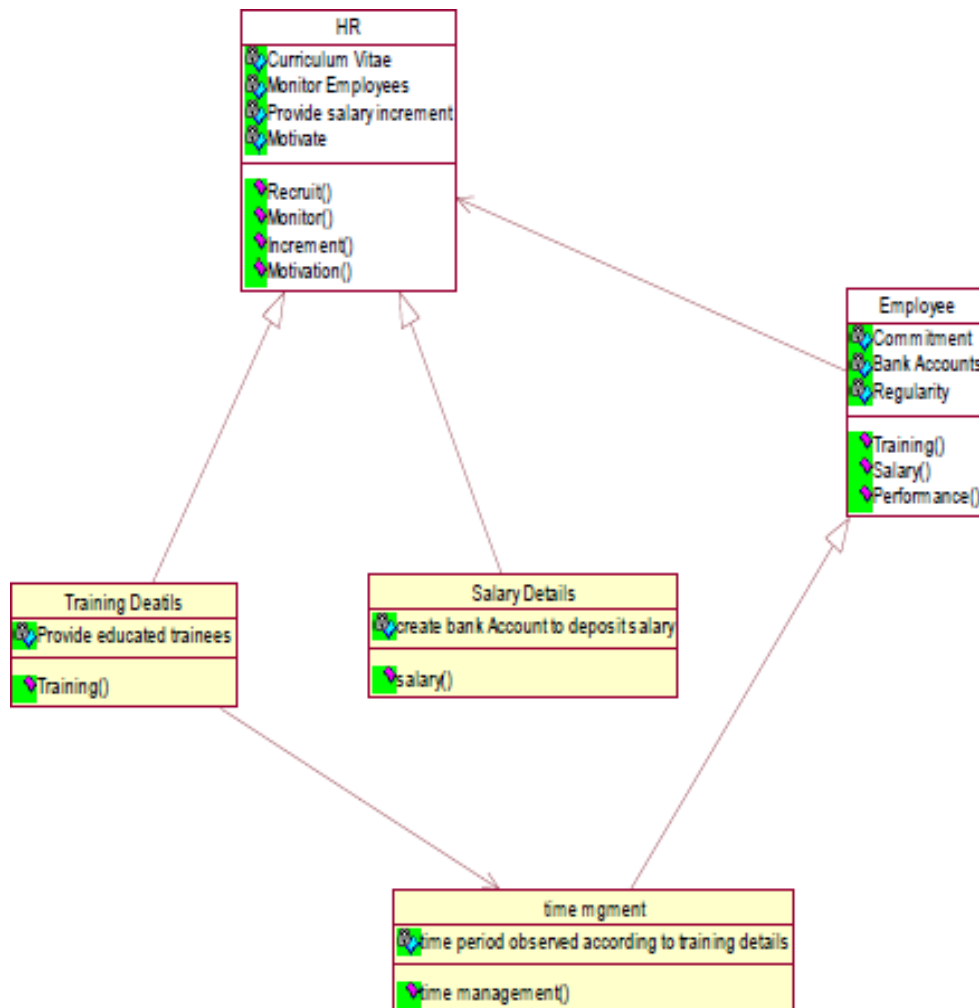 HR
Curriculum Vitae
Monitor Employees
Provide salary increment
Motivate
Recruit()
Monitor()
Increment()
Motivation()
Employee
Commitment
Bank Accounts
Regularity
Training()
Salary()
Performance()
Training Deatils
Provide educated trainees
Training()
Salary Details
create bank Account to deposit salary
salary()
time mgment
time period observed according to training details
time management()